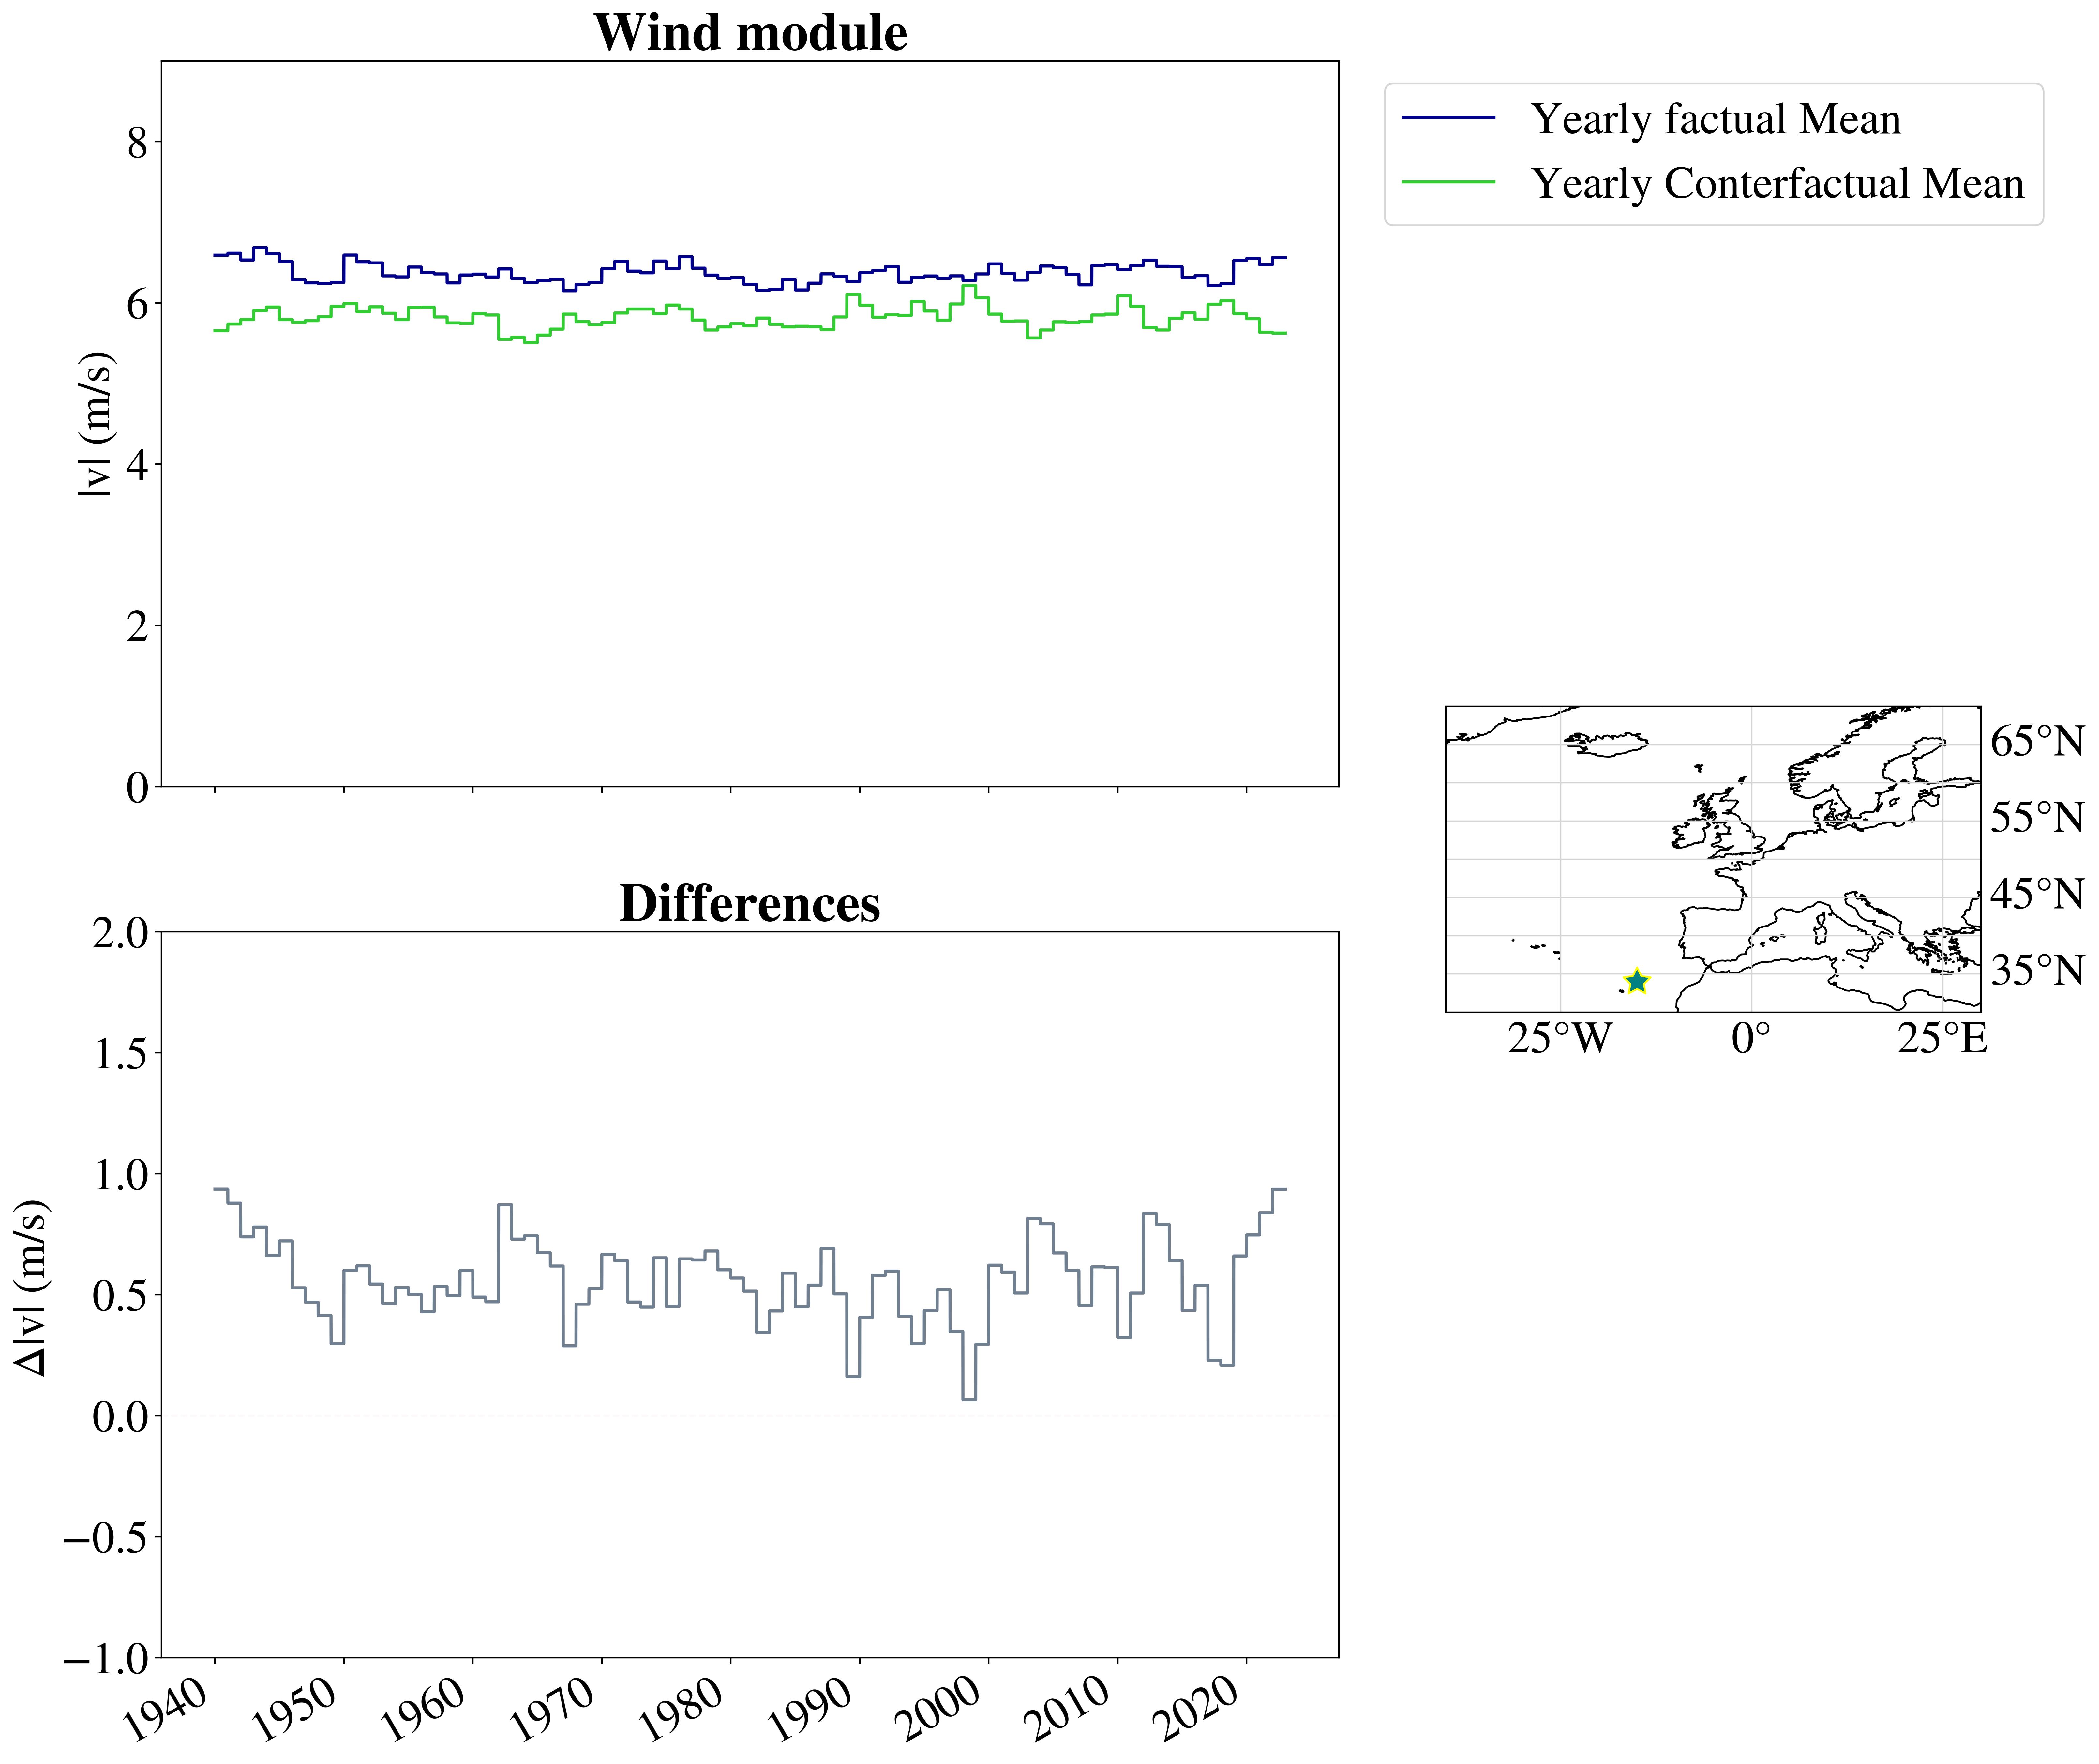 Wind module
8
6
4
2
0
|v| (m/s)
Yearly factual Mean
Yearly Conterfactual Mean
65°N
55°N
45°N
35°N
25°W 0° 25°E
Differences
2.0
1.5
1.0
0.5
0.0
−0.5
−1.0
Δ|v| (m/s)
1940 1950 1960 1970 1980 1990 2000 2010 2020